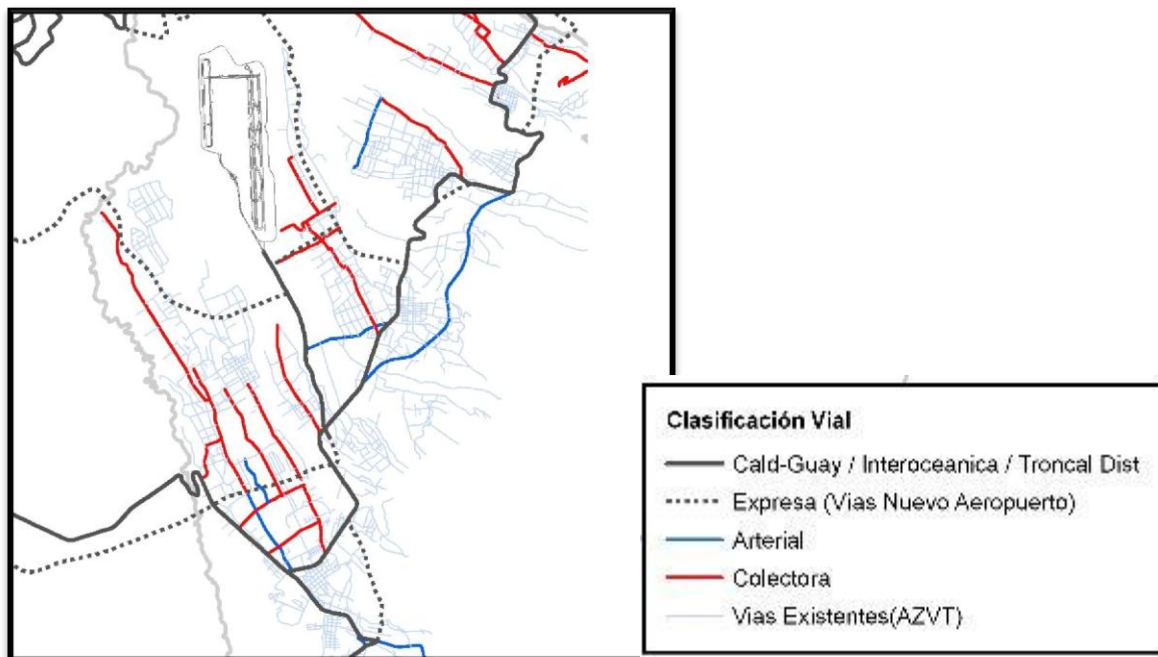 Clasificación Vial
Cald-Guay / Interoceanica / Troncal Dist
Expresa (Vias Nuevo Aeropuerto)
Arterial
Colectora
Vias Existentes(AZVT)